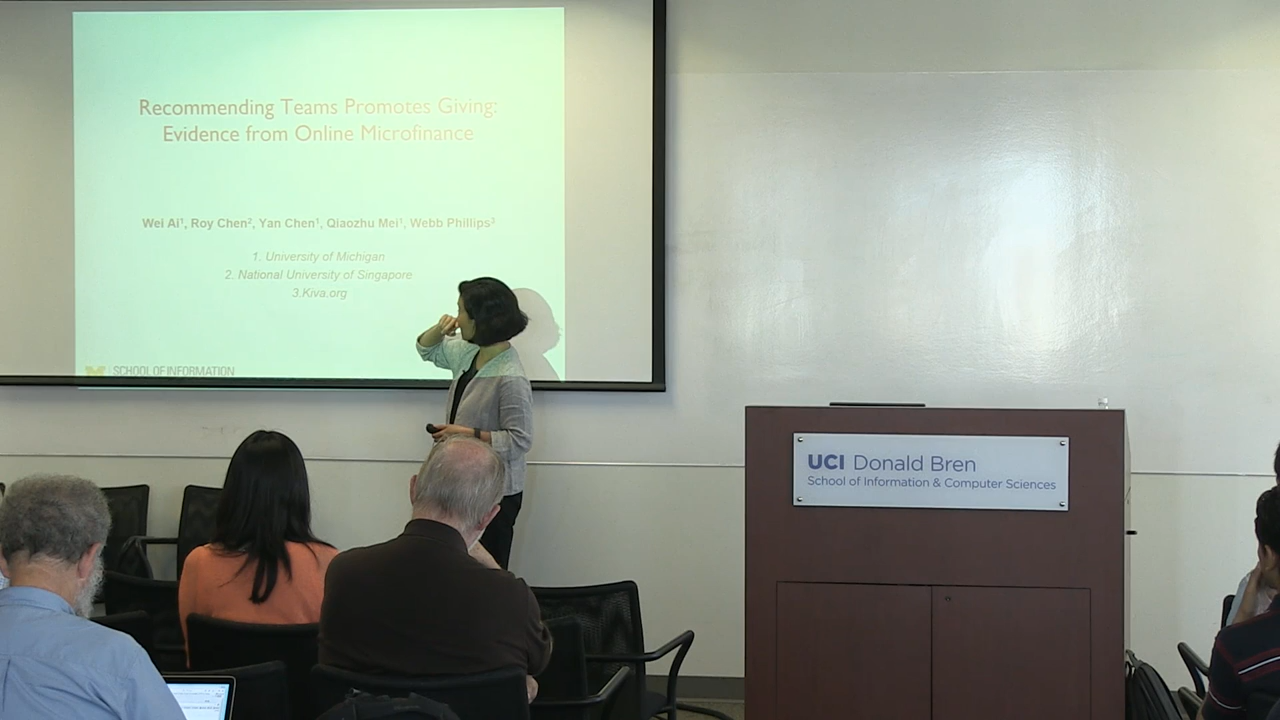 Recommending Teams Promotes Giving:
Evidence from Online Microfinance
Wei Ai¹, Roy Chen², Yan Chen¹, Qiaozhu Mei¹, Webb Phillips³
1. University of Michigan
2. National University of Singapore
3.Kiva.org
M SCHOOL OF INFORMATION
UCI Donald Bren
School of Information & Computer Sciences